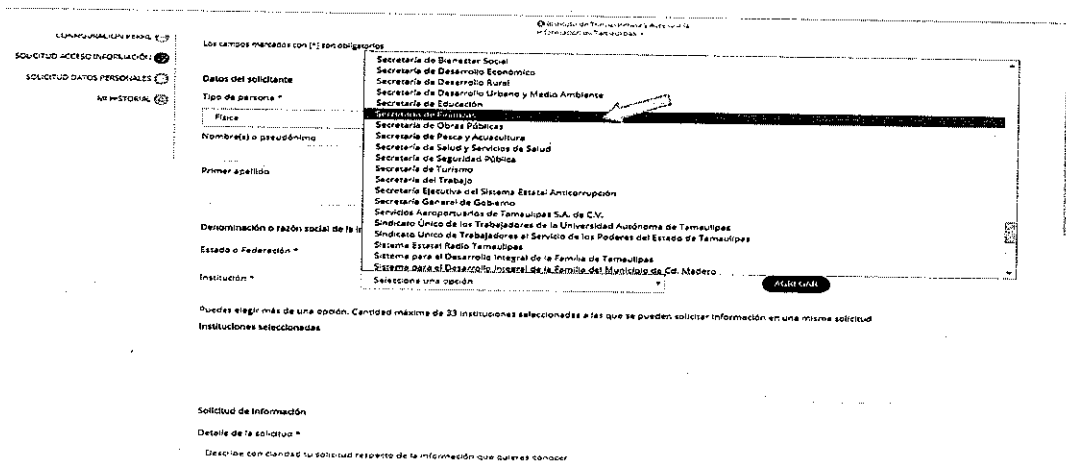 Instituto de Transparencia y Acceso a la
Información de Tamaulipas
CONFIGURACIÓN PERFIL
Los campos marcados con [*] son obligatorios
SOLICITUD ACCESO INFORMACIÓN
SOLICITUD DATOS PERSONALES
MI HISTORIAL
Datos del solicitante
Tipo de persona *
Física
Nombre(s) o pseudónimo
Primer apellido
Denominación o razón social de la
Estado o Federación *
Institución *
Secretaría de Bienestar Social
Secretaría de Desarrollo Económico
Secretaría de Desarrollo Rural
Secretaría de Desarrollo Urbano y Medio Ambiente
Secretaría de Educación
Secretaría de Finanzas
Secretaría de Obras Públicas
Secretaría de Pesca y Acuacultura
Secretaría de Salud y Servicios de Salud
Secretaría de Seguridad Pública
Secretaría de Turismo
Secretaría del Trabajo
Secretaría Ejecutiva del Sistema Estatal Anticorrupción
Secretaría General de Gobierno
Servicios Aeroportuarios de Tamaulipas S.A. de C.V.
Sindicato Único de los Trabajadores de la Universidad Autónoma de Tamaulipas
Sindicato Único de Trabajadores al Servicio de los Poderes del Estado de Tamaulipas
Sistema Estatal Radio Tamaulipas
Sistema para el Desarrollo Integral de la Familia de Tamaulipas
Sistema para el Desarrollo Integral de la Familia del Municipio de Cd. Madero
Seleccione una opción
AGREGAR
Puedes elegir más de una opción. Cantidad máxima de 33 instituciones seleccionadas a las que se pueden solicitar información en una misma solicitud
Instituciones seleccionadas
Solicitud de información
Detalle de la solicitud *
Describe con claridad tu solicitud respecto de la información que quieres conocer